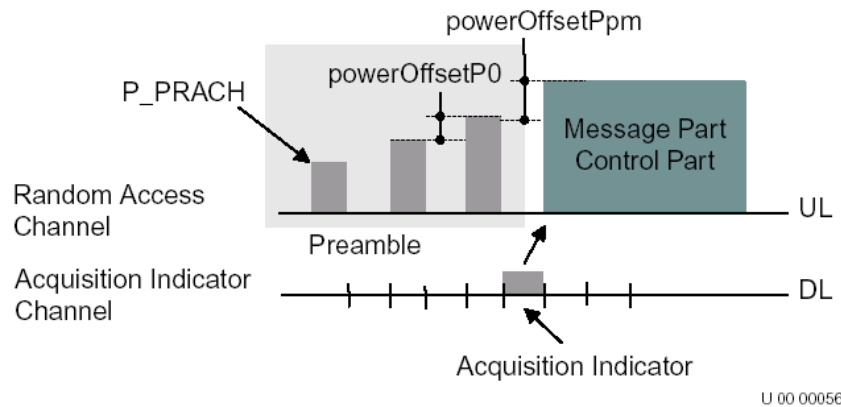 powerOffsetPpm
powerOffsetP0
P_PRACH
Message Part
Control Part
Random Access
Channel
UL
Preamble
Acquisition Indicator
Channel
DL
Acquisition Indicator
U 00 00056